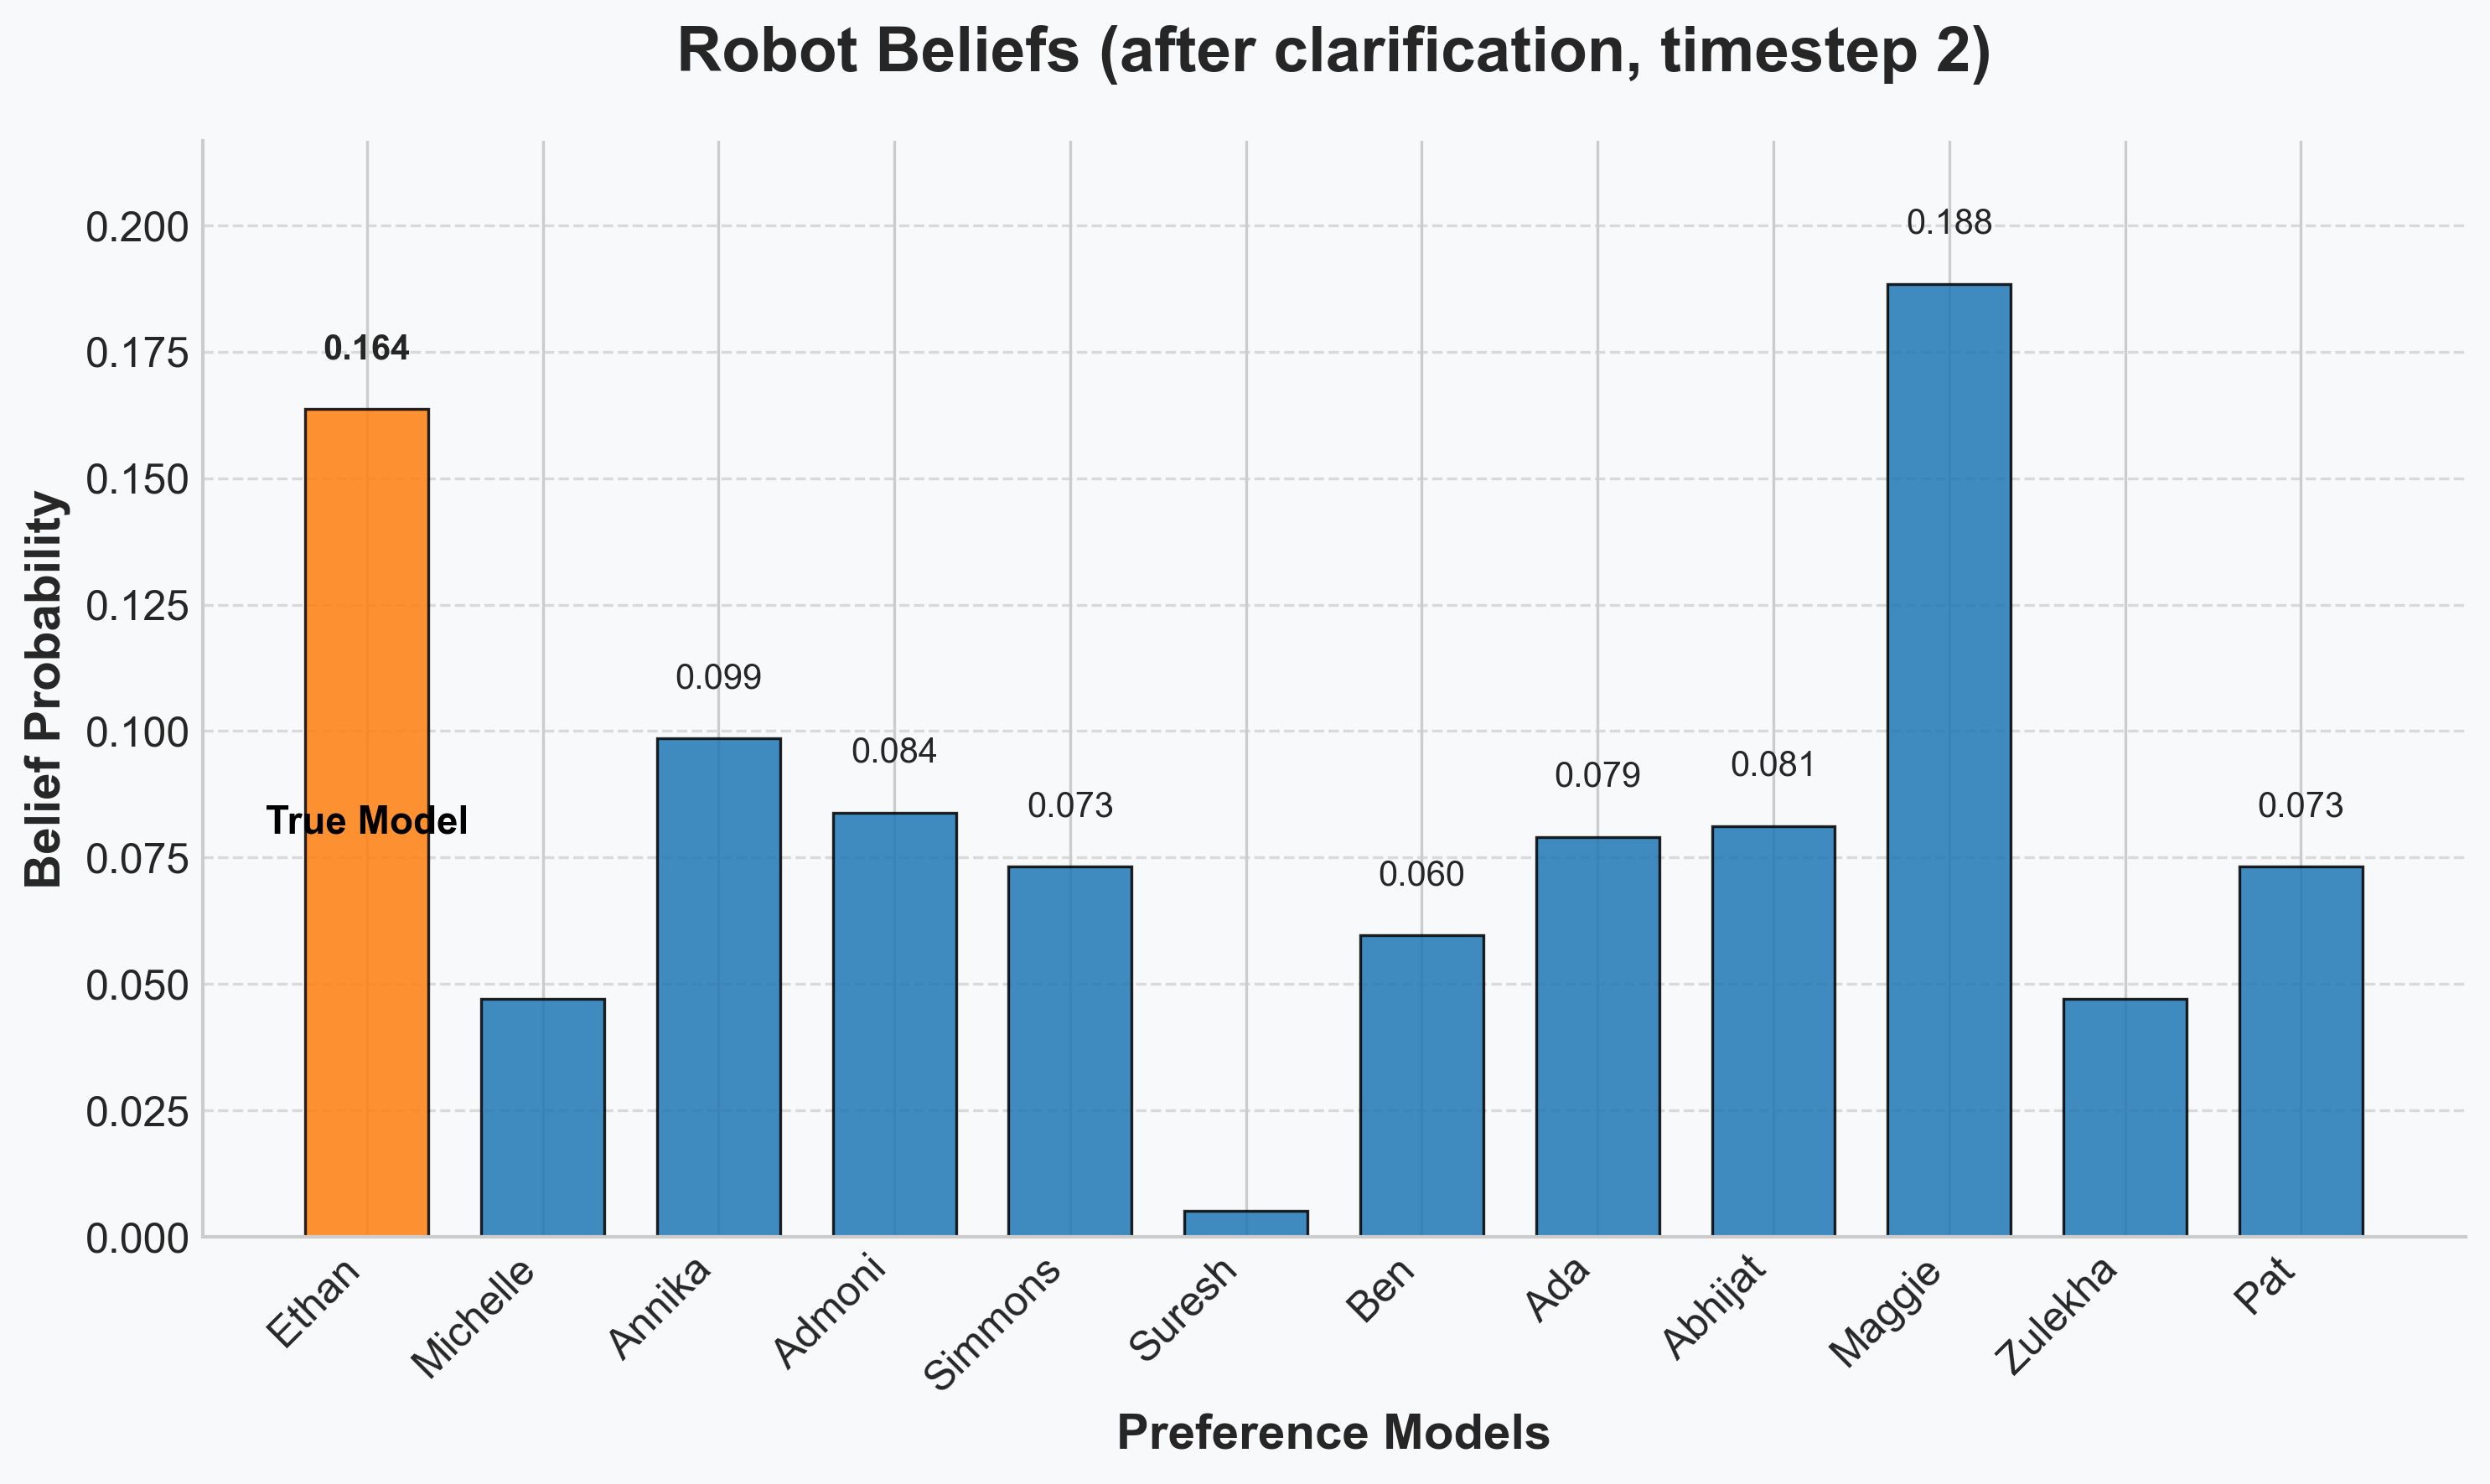 Robot Beliefs (after clarification, timestep 2)
Belief Probability
0.200
0.175
0.150
0.125
0.100
0.075
0.050
0.025
0.000
0.164
True Model
0.099
0.084
0.073
0.060
0.079
0.081
0.188
0.073
Ethan
Michelle
Annika
Admoni
Simmons
Suresh
Ben
Ada
Abhijat
Maggie
Zulekha
Pat
Preference Models